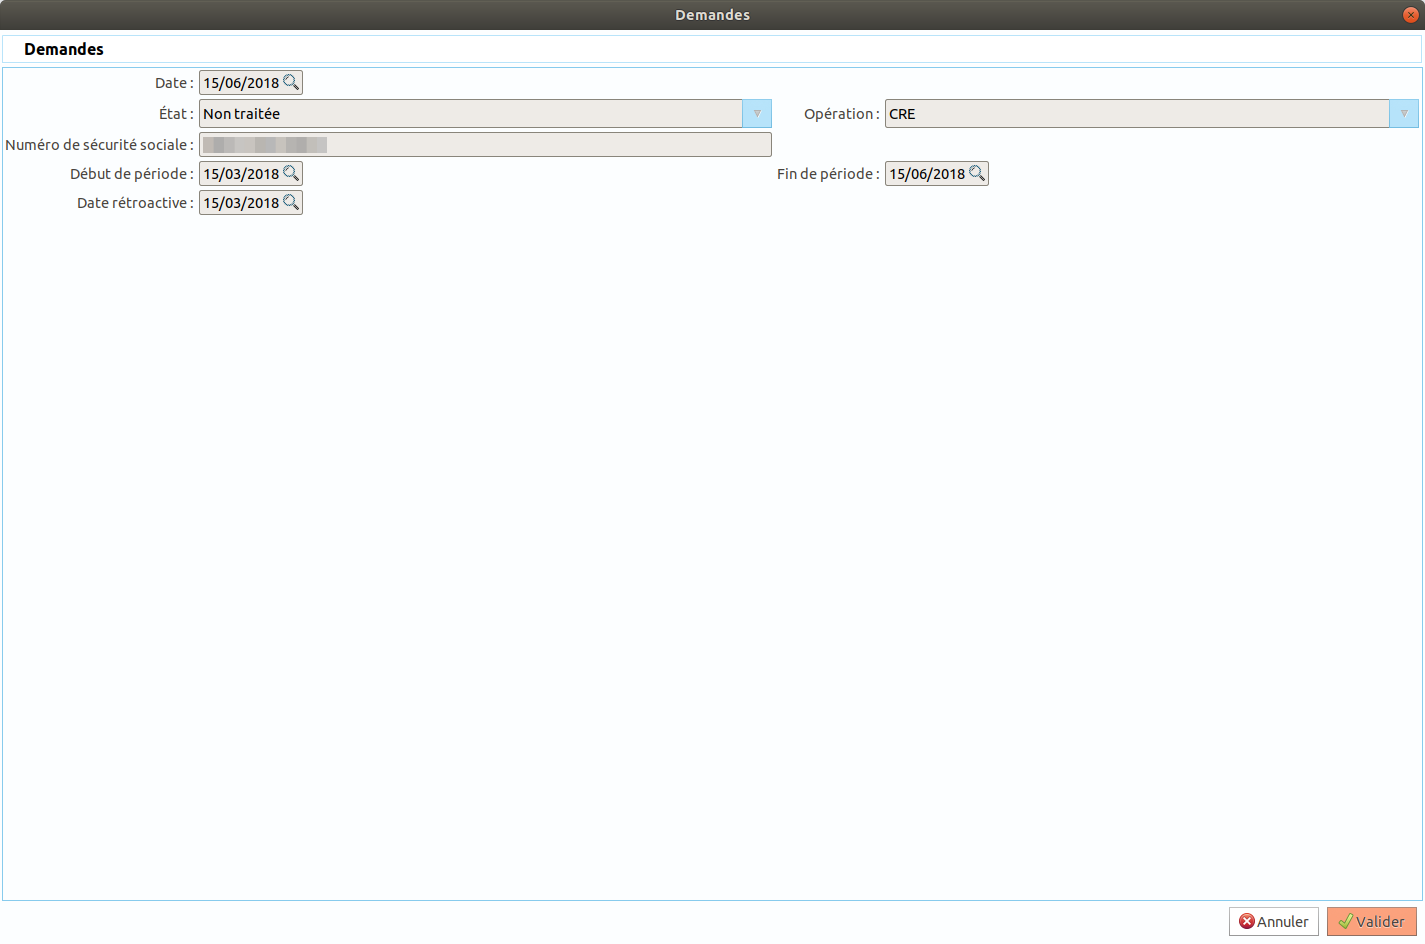 Demandes
Demandes
Date : 15/06/2018
État : Non traitée Opération : CRE
Numéro de sécurité sociale :
Début de période : 15/03/2018 Fin de période : 15/06/2018
Date rétroactive : 15/03/2018
Annuler Valider